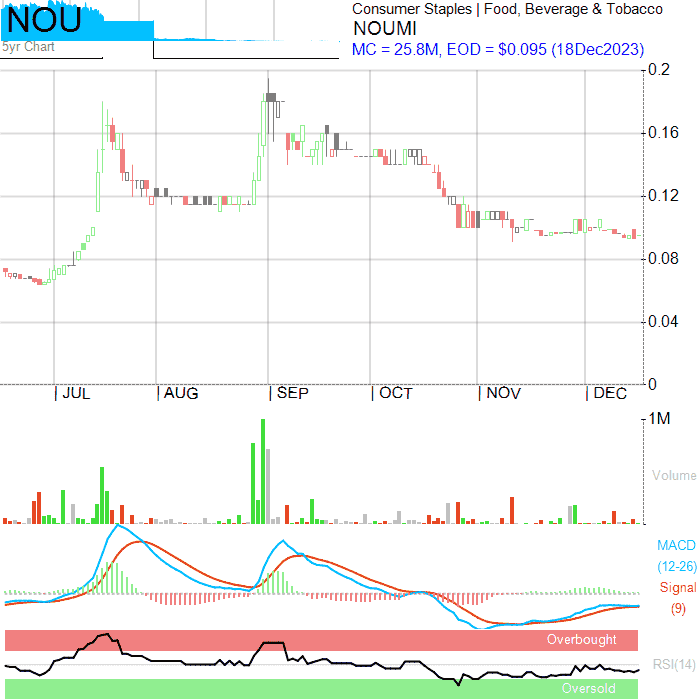 NOU
5yr Chart
Consumer Staples | Food, Beverage & Tobacco
NOUMI
MC = 25.8M, EOD = $0.095 (18Dec2023)
0.2
0.16
0.12
0.08
0.04
0
JUL AUG SEP OCT NOV DEC
1M
Volume
MACD
(12-26)
Signal
(9)
Overbought
RSI(14)
Oversold